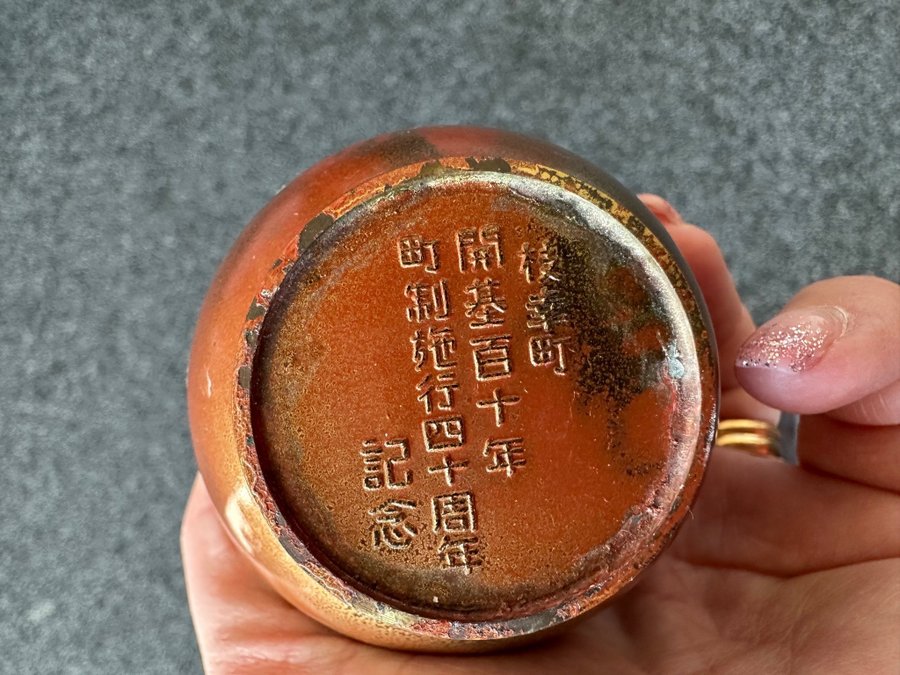 枝幸町
開基百十年
町制施行四十周年
記念